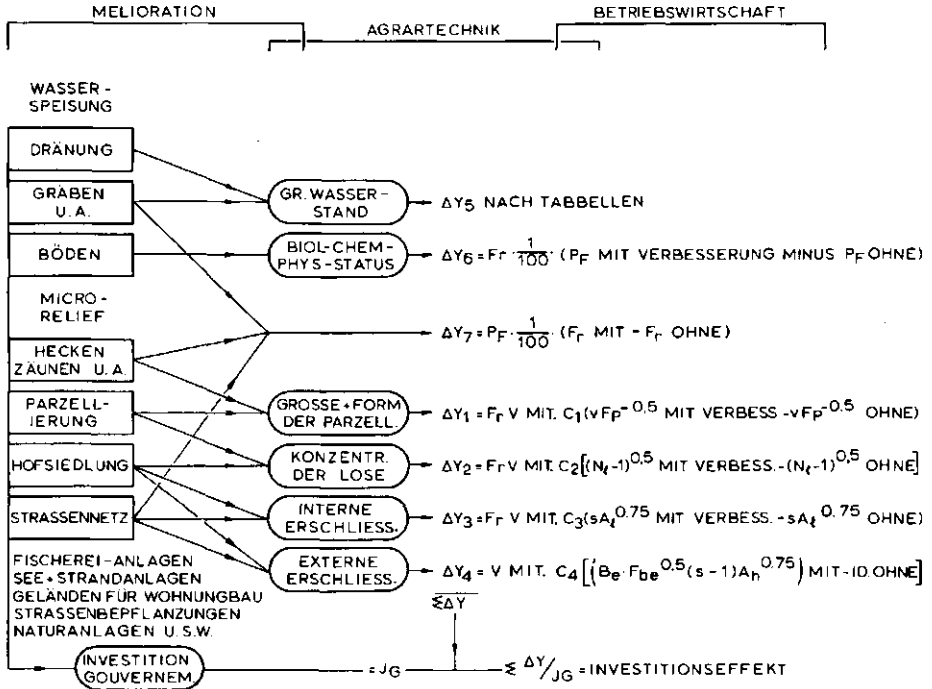 MELIORATION
AGRARTECHNIK
BETRIEBSWIRTSCHAFT
WASSER-
SPEISUNG
DRÄNUNG
GRÄBEN
U.A.
GR. WASSER-
STAND
ΔY5 NACH TABBELLEN
BÖDEN
BIOL-CHEM-
PHYS-STATUS
ΔY6 = Fr · 1/100 · (PF MIT VERBESSERUNG MINUS PF OHNE)
MICRO-
RELIEF
ΔY7 = PF · 1/100 · (Fr MIT - Fr OHNE)
HECKEN
ZÄUNEN U.A.
PARZELL-
IERUNG
GROSSE + FORM
DER PARZELL.
ΔY1 = Fr V MIT. C1(vFp^-0.5 MIT VERBESS - vFp^-0.5 OHNE)
HOFSIEDLUNG
KONZENTR.
DER LOSE
ΔY2 = Fr V MIT. C2[(Nℓ-1)^0.5 MIT VERBESS. -(Nℓ-1)^0.5 OHNE]
STRASSENNETZ
INTERNE
ERSCHLIESS.
ΔY3 = Fr V MIT. C3(sAℓ^0.75 MIT VERBESS. - sAℓ^0.75 OHNE)
EXTERNE
ERSCHLIESS.
ΔY4 = V MIT. C4[(Be · Fbe^0.5(s-1)Ah^0.75) MIT - ID. OHNE]
FISCHEREI-ANLAGEN
SEE + STRANDANLAGEN
GELÄNDEN FÜR WOHNUNGBAU
STRASSENBEPFLANZUNGEN
NATURANLAGEN U.S.W.
ΣΔY
INVESTITION
GOUVERNEM.
= JG
Σ ΔY/JG = INVESTITIONSEFFEKT